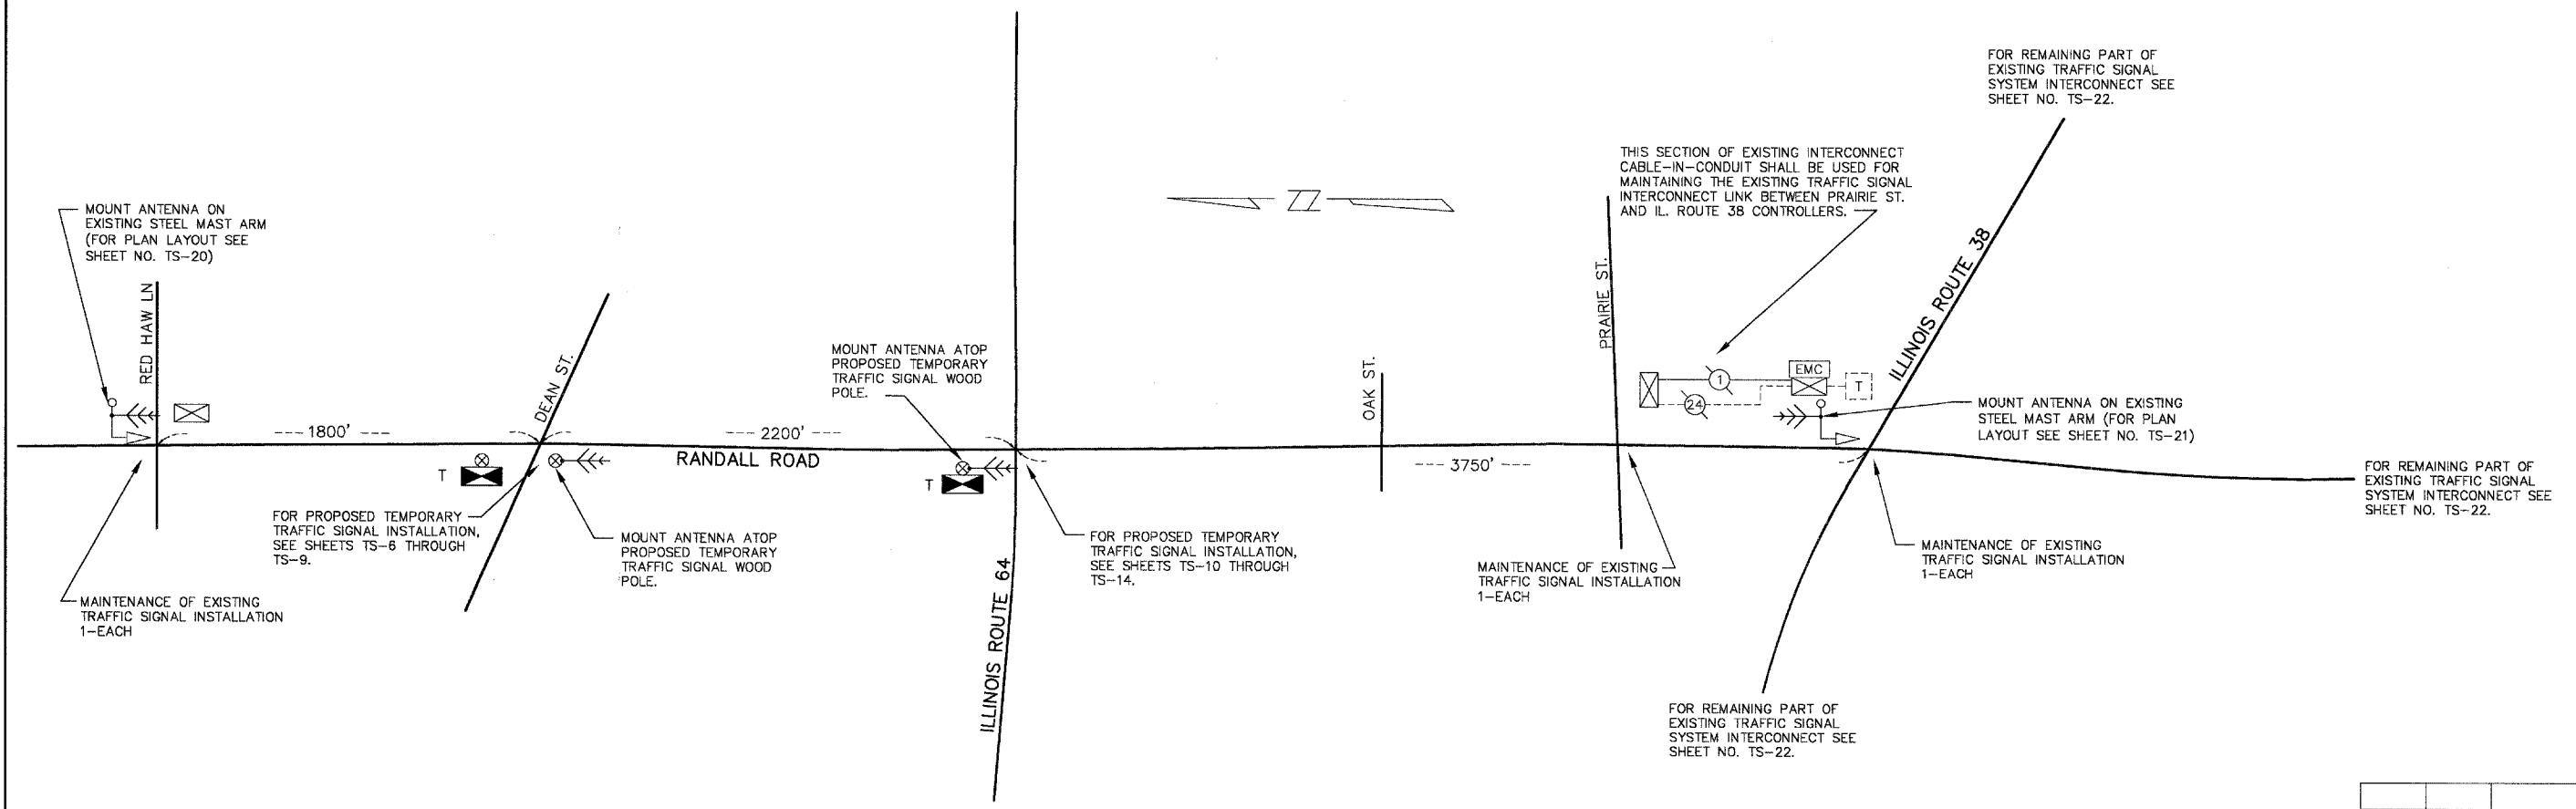 FOR REMAINING PART OF
EXISTING TRAFFIC SIGNAL
SYSTEM INTERCONNECT SEE
SHEET NO. TS-22.
THIS SECTION OF EXISTING INTERCONNECT
CABLE-IN-CONDUIT SHALL BE USED FOR
MAINTAINING THE EXISTING TRAFFIC SIGNAL
INTERCONNECT LINK BETWEEN PRAIRIE ST.
AND IL. ROUTE 38 CONTROLLERS.
MOUNT ANTENNA ON
EXISTING STEEL MAST ARM
(FOR PLAN LAYOUT SEE
SHEET NO. TS-20)
RED HAW LN
DEAN ST.
MOUNT ANTENNA ATOP
PROPOSED TEMPORARY
TRAFFIC SIGNAL WOOD
POLE.
OAK ST.
PRAIRIE ST.
ILLINOIS ROUTE 38
EMC
1
T
24
MOUNT ANTENNA ON EXISTING
STEEL MAST ARM (FOR PLAN
LAYOUT SEE SHEET NO. TS-21)
1800'
2200'
RANDALL ROAD
3750'
T
T
FOR PROPOSED TEMPORARY
TRAFFIC SIGNAL INSTALLATION,
SEE SHEETS TS-6 THROUGH
TS-9.
MOUNT ANTENNA ATOP
PROPOSED TEMPORARY
TRAFFIC SIGNAL WOOD
POLE.
FOR PROPOSED TEMPORARY
TRAFFIC SIGNAL INSTALLATION,
SEE SHEETS TS-10 THROUGH
TS-14.
MAINTENANCE OF EXISTING
TRAFFIC SIGNAL INSTALLATION
1-EACH
MAINTENANCE OF EXISTING
TRAFFIC SIGNAL INSTALLATION
1-EACH
MAINTENANCE OF EXISTING
TRAFFIC SIGNAL INSTALLATION
1-EACH
FOR REMAINING PART OF
EXISTING TRAFFIC SIGNAL
SYSTEM INTERCONNECT SEE
SHEET NO. TS-22.
ILLINOIS ROUTE 64
FOR REMAINING PART OF
EXISTING TRAFFIC SIGNAL
SYSTEM INTERCONNECT SEE
SHEET NO. TS-22.